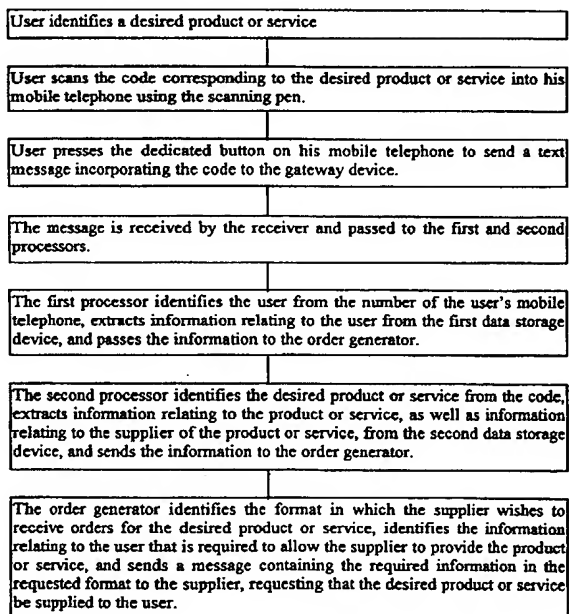 User identifies a desired product or service
User scans the code corresponding to the desired product or service into his
mobile telephone using the scanning pen.
User presses the dedicated button on his mobile telephone to send a text
message incorporating the code to the gateway device.
The message is received by the receiver and passed to the first and second
processors.
The first processor identifies the user from the number of the user's mobile
telephone, extracts information relating to the user from the first data storage
device, and passes the information to the order generator.
The second processor identifies the desired product or service from the code,
extracts information relating to the product or service, as well as information
relating to the supplier of the product or service, from the second data storage
device, and sends the information to the order generator.
The order generator identifies the format in which the supplier wishes to
receive orders for the desired product or service, identifies the information
relating to the user that is required to allow the supplier to provide the product
or service, and sends a message containing the required information in the
requested format to the supplier, requesting that the desired product or service
be supplied to the user.